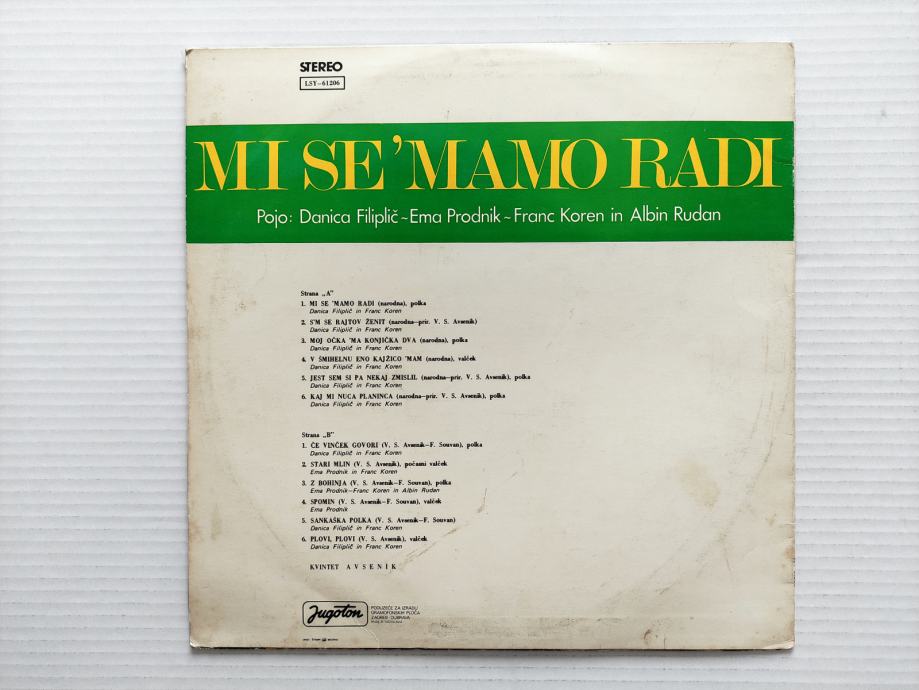 STEREO
LSY-61206
MI SE 'MAMO RADI
Pojo: Danica Filiplič ~ Ema Prodnik ~ Franc Koren in Albin Rudan
Strana „A”
1. MI SE 'MAMO RADI (narodna), polka
Danica Filiplič in Franc Koren
2. S'M SE RAJTOV ŽENIT (narodna—prir. V. S. Avsenik)
Danica Filiplič in Franc Koren
3. MOJ OČKA 'MA KONJIČKA DVA (narodna), polka
Danica Filiplič in Franc Koren
4. V ŠMIHELNU ENO KAJŽICO 'MAM (narodna), valček
Danica Filiplič in Franc Koren
5. JEST SEM SI PA NEKAJ ZMISLIL (narodna—prir. V. S. Avsenik), polka
Danica Filiplič in Franc Koren
6. KAJ MI NUCA PLANINCA (narodna—prir. V. S. Avsenik), polka
Danica Filiplič in Franc Koren
Strana „B”
1. ČE VINČEK GOVORI (V. S. Avsenik—F. Souvan), polka
Danica Filiplič in Franc Koren
2. STARI MLIN (V. S. Avsenik), počasni valček
Ema Prodnik in Franc Koren
3. Z BOHINJA (V. S. Avsenik—F. Souvan), polka
Ema Prodnik—Franc Koren in Albin Rudan
4. SPOMIN (V. S. Avsenik—F. Souvan), valček
Ema Prodnik
5. SANKAŠKA POLKA (V. S. Avsenik—F. Souvan)
Danica Filiplič in Franc Koren
6. PLOVI, PLOVI (V. S. Avsenik), valček
Danica Filiplič in Franc Koren
KVINTET AVSENIK
Jugoton
PODUZEĆE ZA IZRADU
GRAMOFONSKIH PLOČA
ZAGREB-DUBRAVA